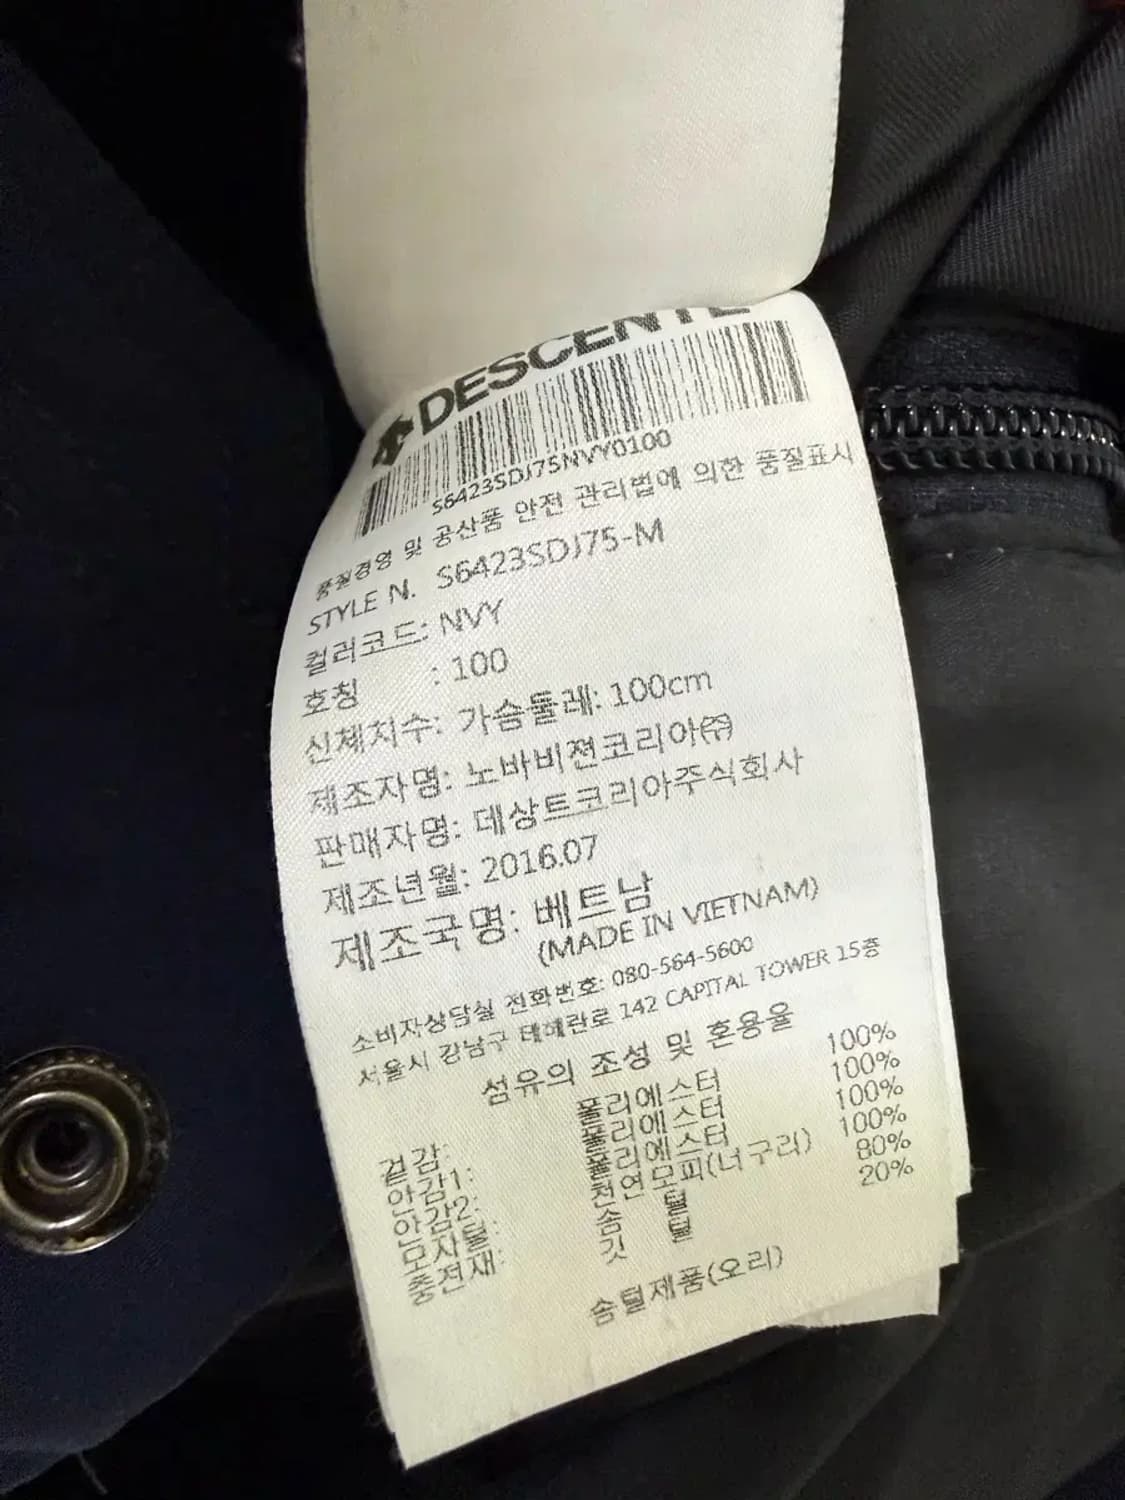 DESCENTE
S6423SDJ75NVY0100
품질경영 및 공산품 안전 관리법에 의한 품질표시
STYLE N. S6423SDJ75-M
컬러코드: NVY
호칭 : 100
신체치수: 가슴둘레: 100cm
제조자명: 노바비젼코리아㈜
판매자명: 데상트코리아주식회사
제조년월: 2016.07
제조국명: 베트남
(MADE IN VIETNAM)
소비자상담실 전화번호: 080-564-5600
서울시 강남구 테헤란로 142 CAPITAL TOWER 15층
섬유의 조성 및 혼용율
겉감: 폴리에스터 100%
안감1: 폴리에스터 100%
안감2: 폴리에스터 100%
모자털: 천연모피(너구리) 100%
충전재: 솜털 80%
깃털 20%
솜털제품(오리)